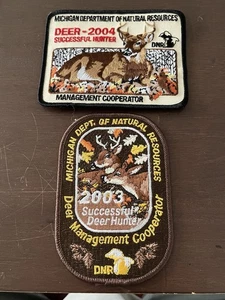 MICHIGAN DEPARTMENT OF NATURAL RESOURCES
DEER - 2004
SUCCESSFUL HUNTER
DNR
MANAGEMENT COOPERATOR
MICHIGAN DEPT. OF NATURAL RESOURCES
2003
Successful
Deer Hunter
Deer Management Cooperator
DNR